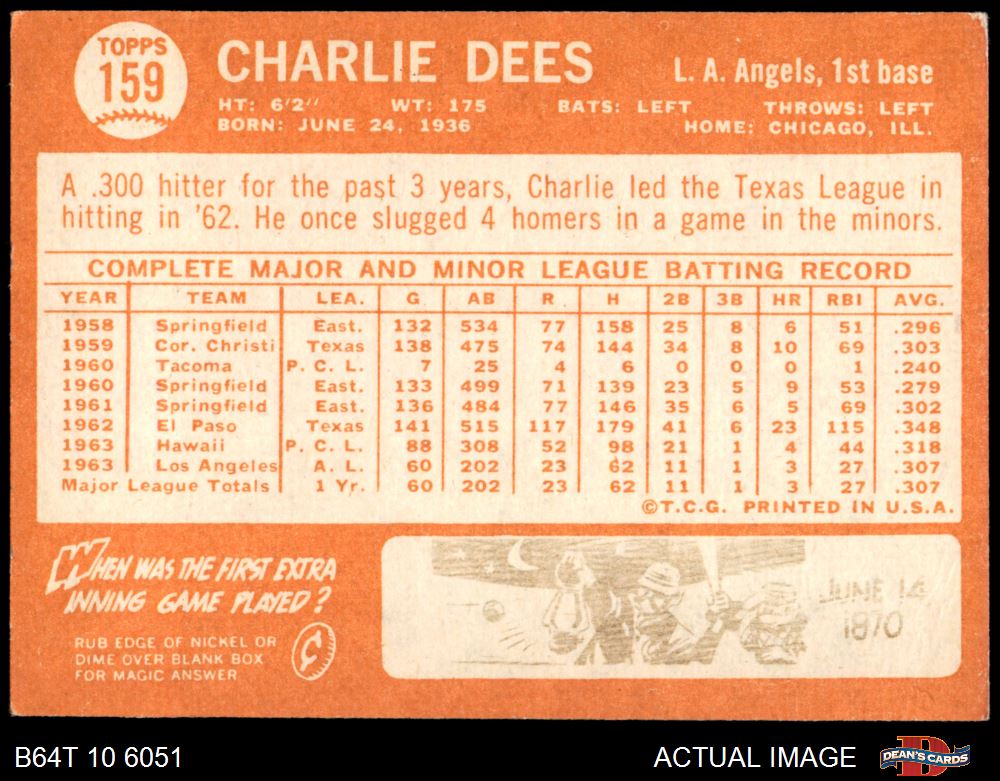 TOPPS
159
CHARLIE DEES
L. A. Angels, 1st base
HT: 6'2" WT: 175 BATS: LEFT THROWS: LEFT
BORN: JUNE 24, 1936 HOME: CHICAGO, ILL.
A .300 hitter for the past 3 years, Charlie led the Texas League in
hitting in '62. He once slugged 4 homers in a game in the minors.
COMPLETE MAJOR AND MINOR LEAGUE BATTING RECORD
YEAR TEAM LEA. G AB R H 2B 3B HR RBI AVG.
1958 Springfield East. 132 534 77 158 25 8 6 51 .296
1959 Cor. Christi Texas 138 475 74 144 34 8 10 69 .303
1960 Tacoma P. C. L. 7 25 4 6 0 0 0 1 .240
1960 Springfield East. 133 499 71 139 23 5 9 53 .279
1961 Springfield East. 136 484 77 146 35 6 5 69 .302
1962 El Paso Texas 141 515 117 179 41 6 23 115 .348
1963 Hawaii P. C. L. 88 308 52 98 21 1 4 44 .318
1963 Los Angeles A. L. 60 202 23 62 11 1 3 27 .307
Major League Totals 1 Yr. 60 202 23 62 11 1 3 27 .307
©T.C.G. PRINTED IN U.S.A.
WHEN WAS THE FIRST EXTRA
INNING GAME PLAYED?
RUB EDGE OF NICKEL OR
DIME OVER BLANK BOX
FOR MAGIC ANSWER
JUNE 14
1870
B64T 10 6051
ACTUAL IMAGE
DEAN'S CARDS